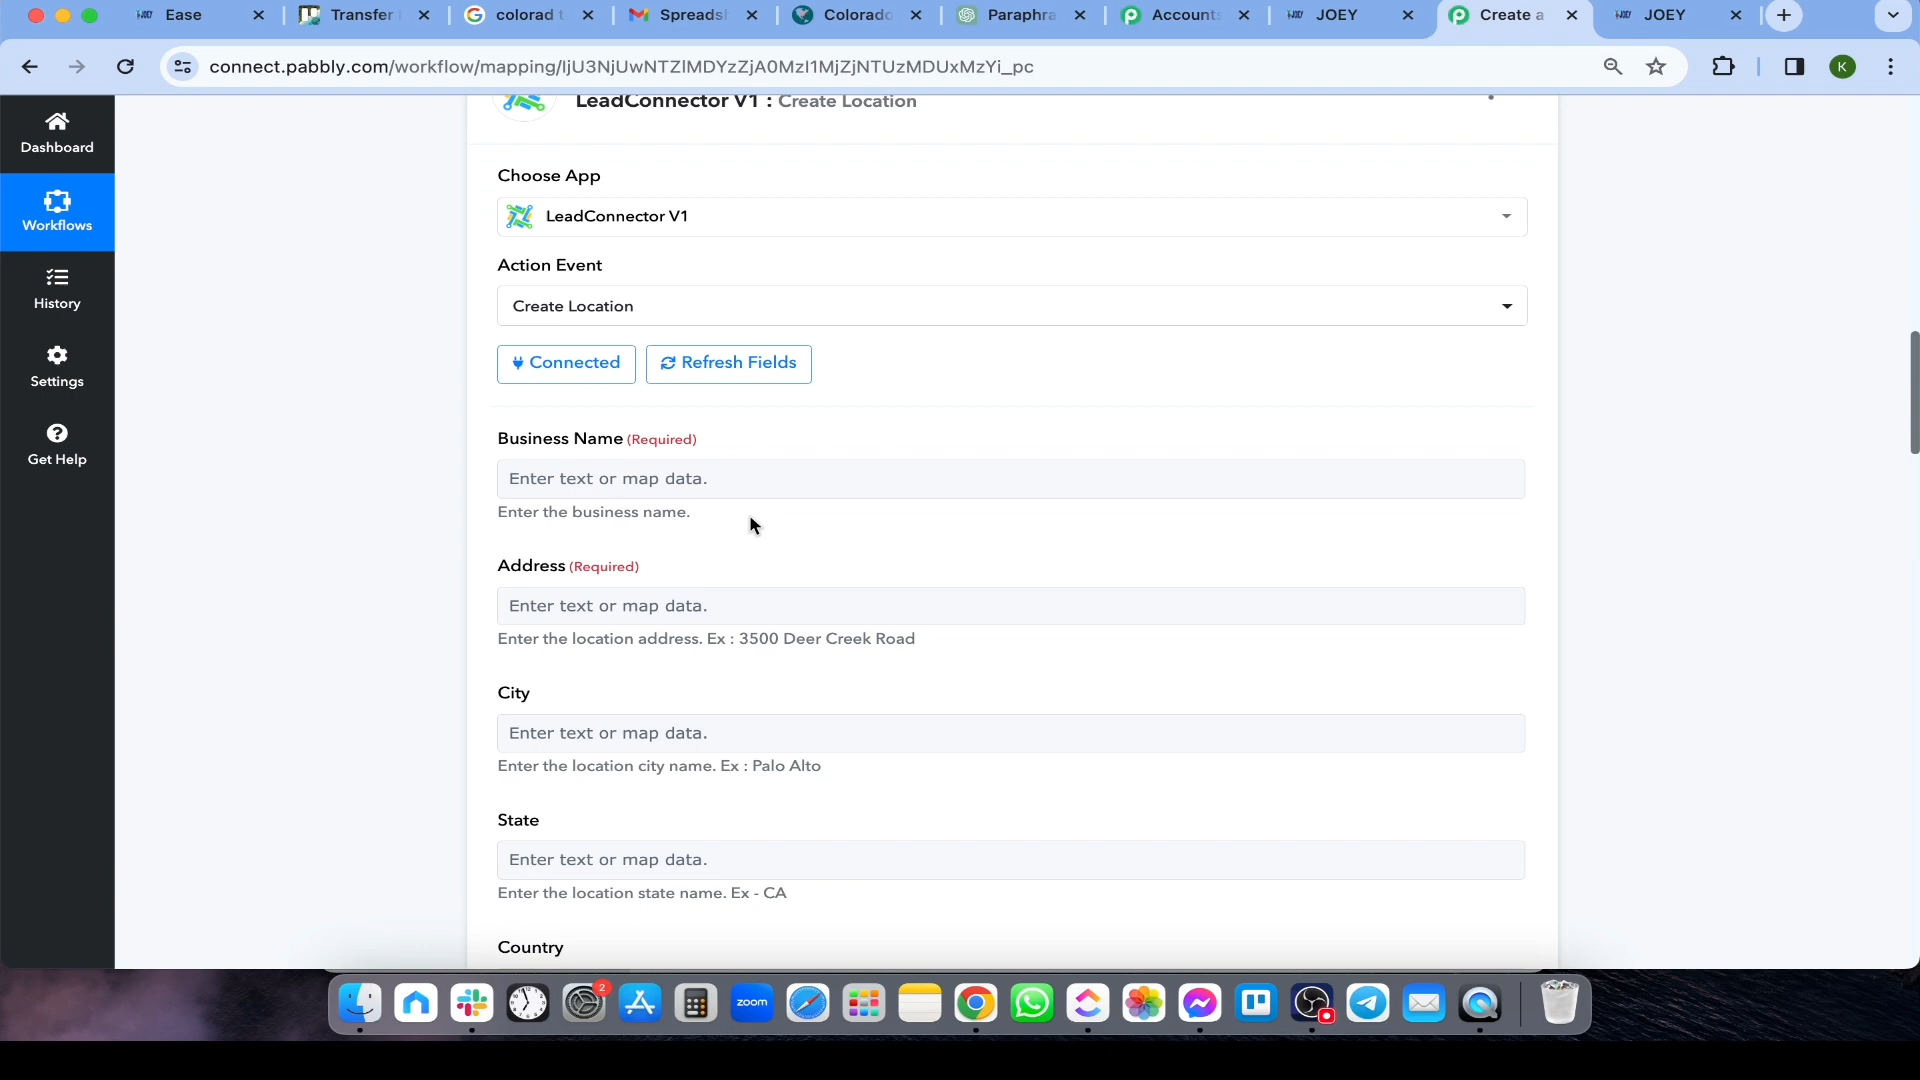 Ease
Transfer
colorad t
Spreads
Colorado
Paraphra
Accounts
JOEY
Create a
JOEY
connect.pabbly.com/workflow/mapping/IjU3NjUwNTZlMDYzZjA0MzI1MjZjNTUzMDUxMzYi_pc
K
Dashboard
Workflows
History
Settings
Get Help
LeadConnector V1 : Create Location
Choose App
LeadConnector V1
Action Event
Create Location
Connected
Refresh Fields
Business Name (Required)
Enter text or map data.
Enter the business name.
Address (Required)
Enter text or map data.
Enter the location address. Ex : 3500 Deer Creek Road
City
Enter text or map data.
Enter the location city name. Ex : Palo Alto
State
Enter text or map data.
Enter the location state name. Ex - CA
Country
2
zoom